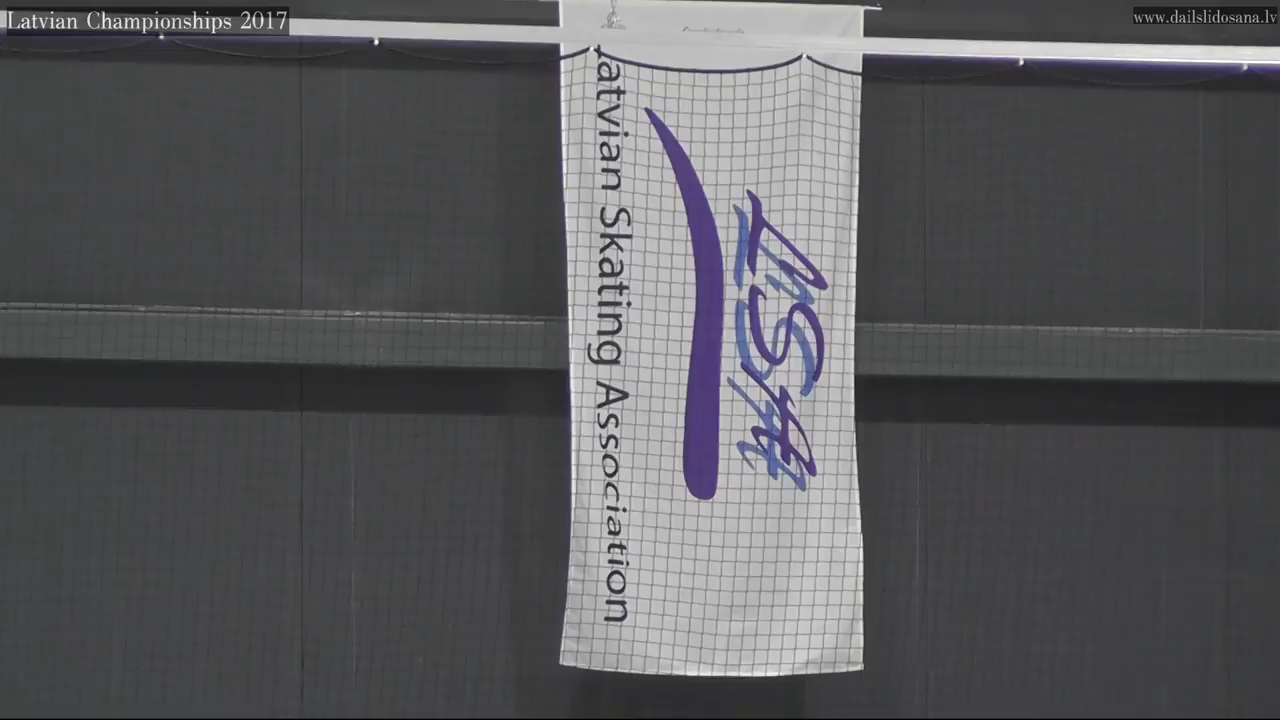 Latvian Championships 2017
www.dailslidosana.lv
LSA
Latvian Skating Association